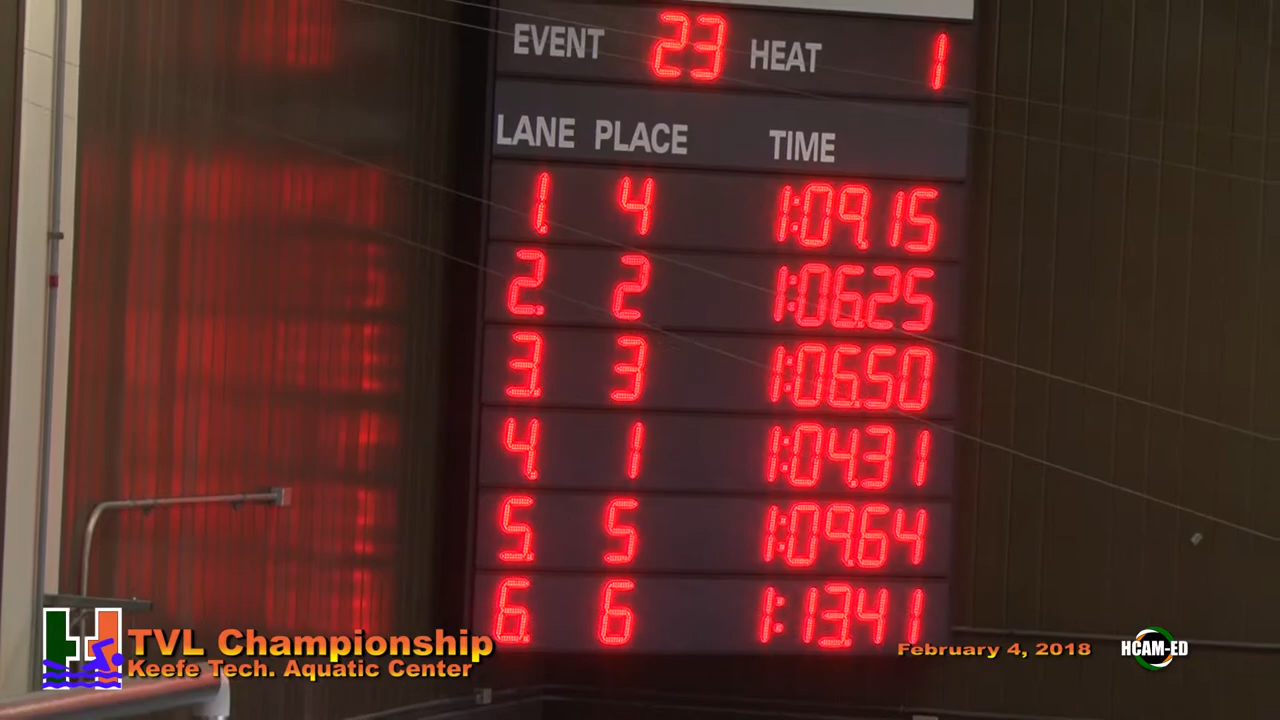 EVENT 23 HEAT 1
LANE PLACE TIME
1 4 1:09.15
2 2 1:06.25
3 3 1:06.50
4 1 1:04.31
5 5 1:09.64
6 6 1:13.41
H
TVL Championship
Keefe Tech. Aquatic Center
February 4, 2018
HCAM-ED